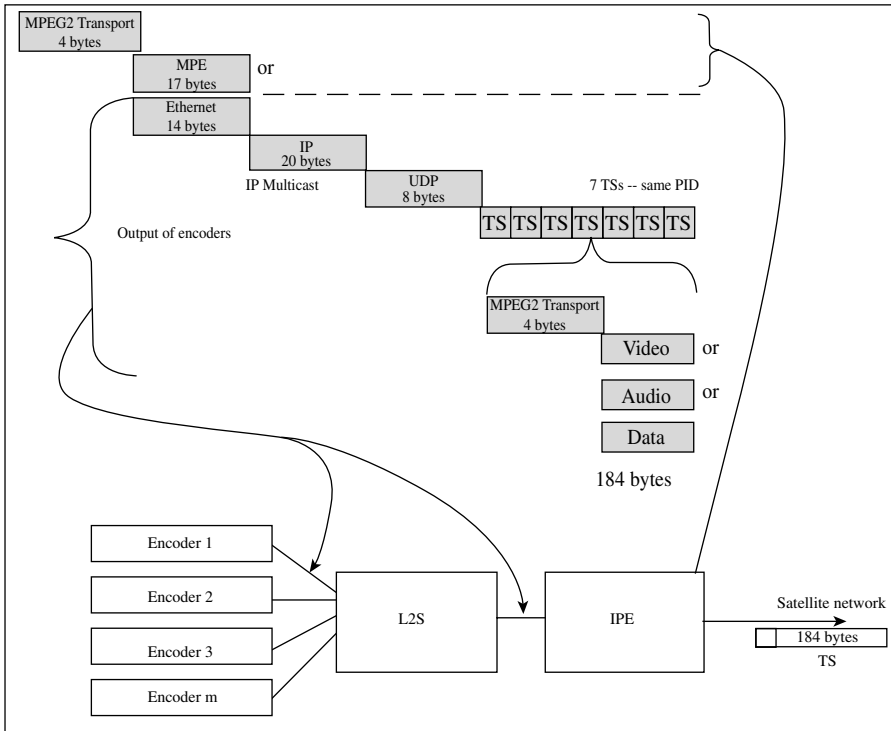 MPEG2 Transport
4 bytes
MPE
17 bytes
or
Ethernet
14 bytes
IP
20 bytes
IP Multicast
UDP
8 bytes
7 TSs -- same PID
TS TS TS TS TS TS TS
Output of encoders
MPEG2 Transport
4 bytes
Video
or
Audio
or
Data
184 bytes
Encoder 1
Encoder 2
Encoder 3
Encoder m
L2S
IPE
Satellite network
184 bytes
TS